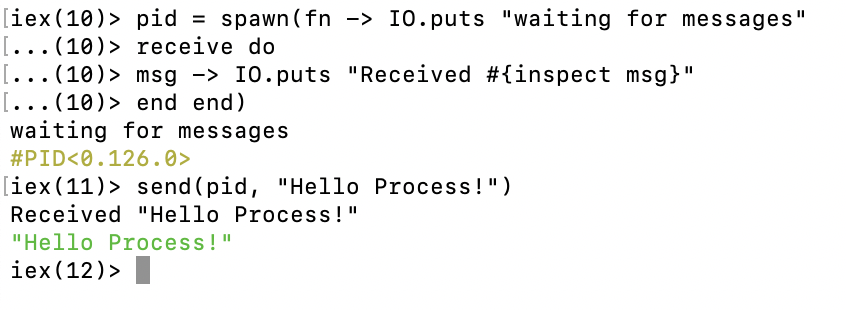 [iex(10)> pid = spawn(fn -> IO.puts "waiting for messages"
[...(10)> receive do
[...(10)> msg -> IO.puts "Received #{inspect msg}"
[...(10)> end end)
waiting for messages
#PID<0.126.0>
[iex(11)> send(pid, "Hello Process!")
Received "Hello Process!"
"Hello Process!"
iex(12)>